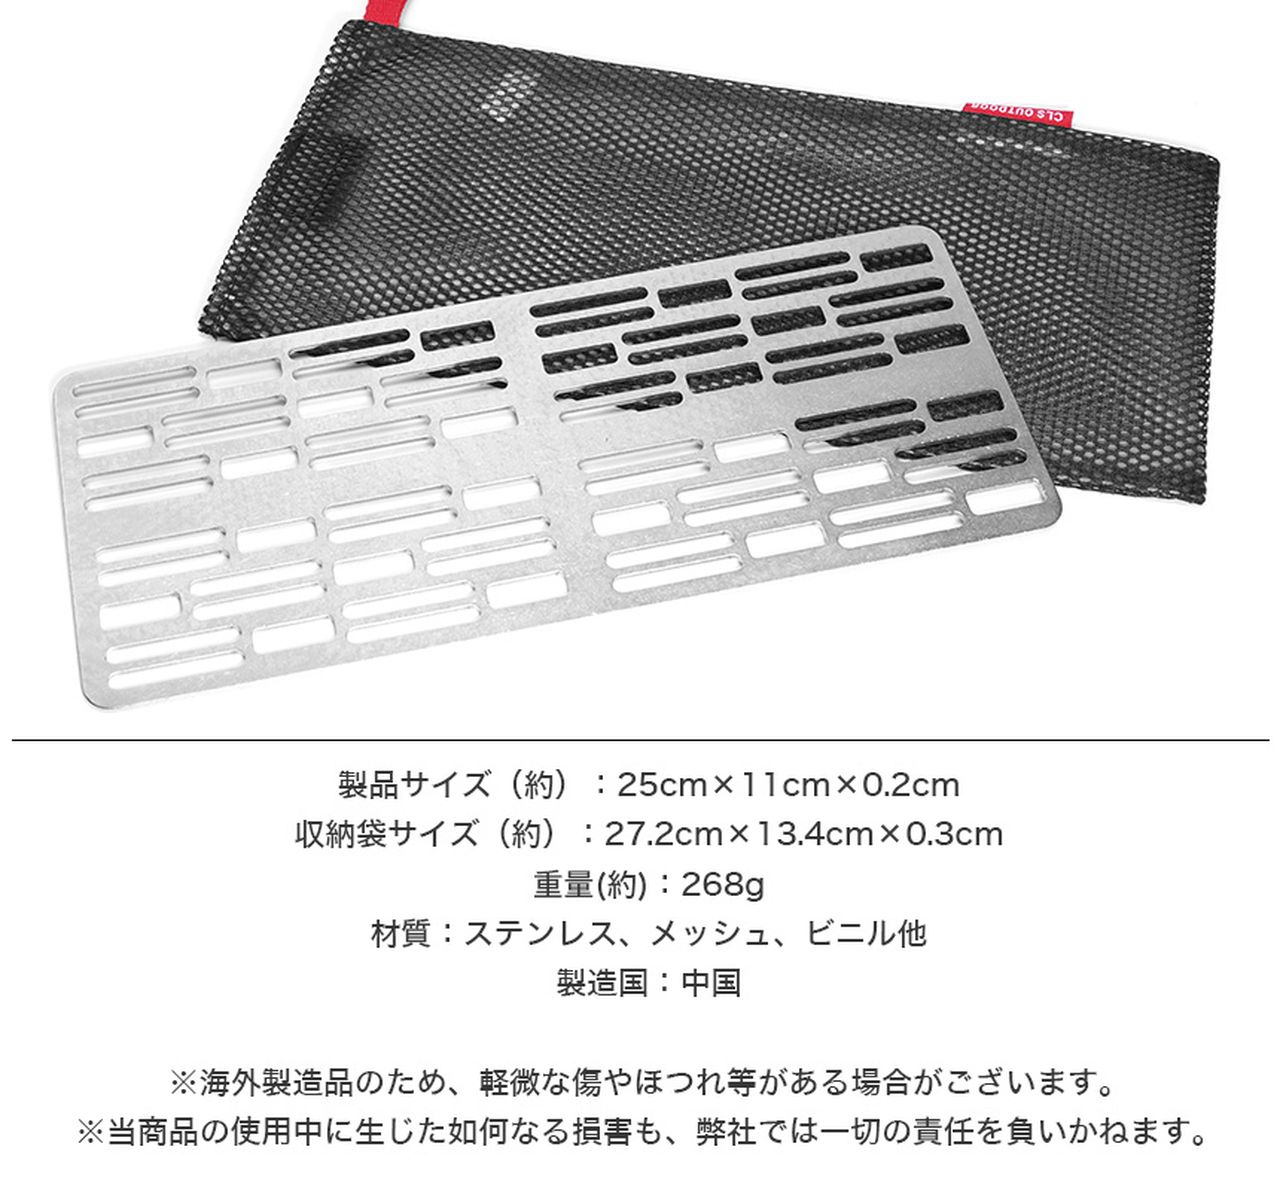 CLS OUTDOOR
製品サイズ（約）：25cm×11cm×0.2cm
収納袋サイズ（約）：27.2cm×13.4cm×0.3cm
重量(約)：268g
材質：ステンレス、メッシュ、ビニル他
製造国：中国
※海外製造品のため、軽微な傷やほつれ等がある場合がございます。
※当商品の使用中に生じた如何なる損害も、弊社では一切の責任を負いかねます。